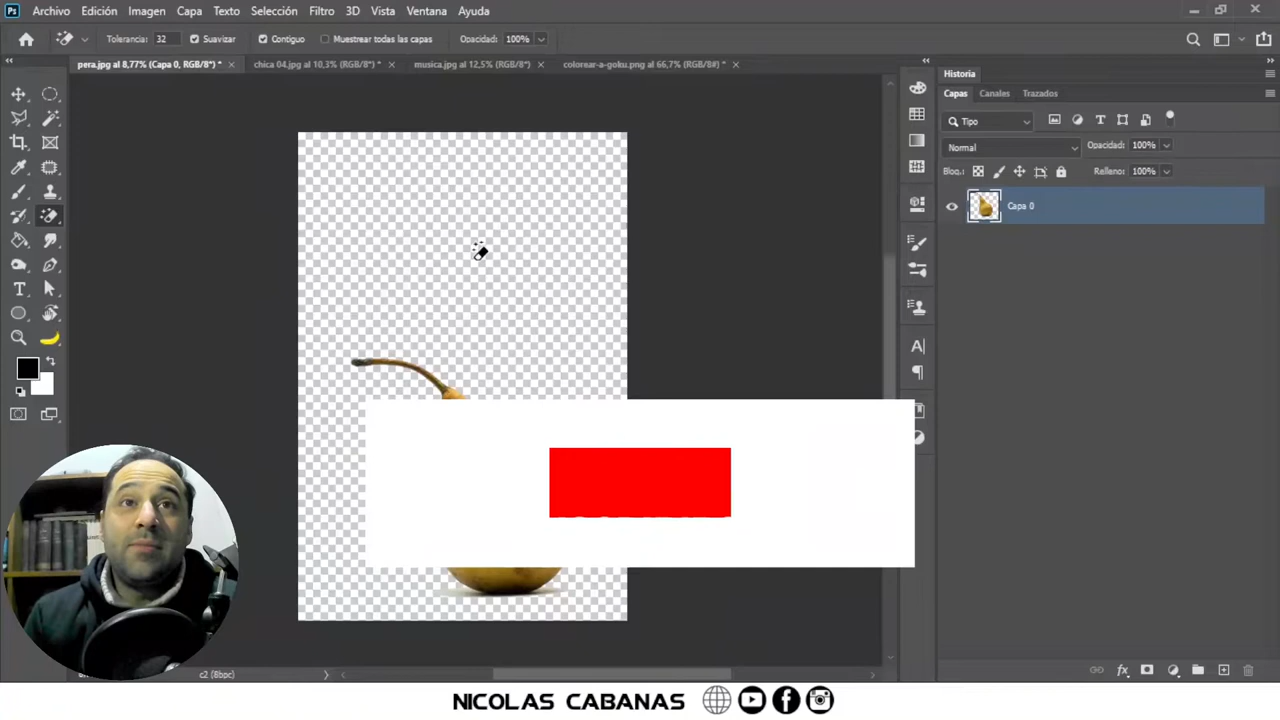 Ps Archivo Edición Imagen Capa Texto Selección Filtro 3D Vista Ventana Ayuda
Tolerancia: 32 Suavizar Contiguo Muestrear todas las capas Opacidad: 100%
pera.jpg al 8,77% (Capa 0, RGB/8*) * × chica 04.jpg al 10,3% (RGB/8*) * × musica.jpg al 12,5% (RGB/8*) × colorear-a-goku.png al 66,7% (RGB/8#) * ×
Historia
Capas Canales Trazados
Tipo
Normal Opacidad: 100%
Bloq.: Relleno: 100%
Capa 0
c2 (8bpc)
NICOLAS CABANAS